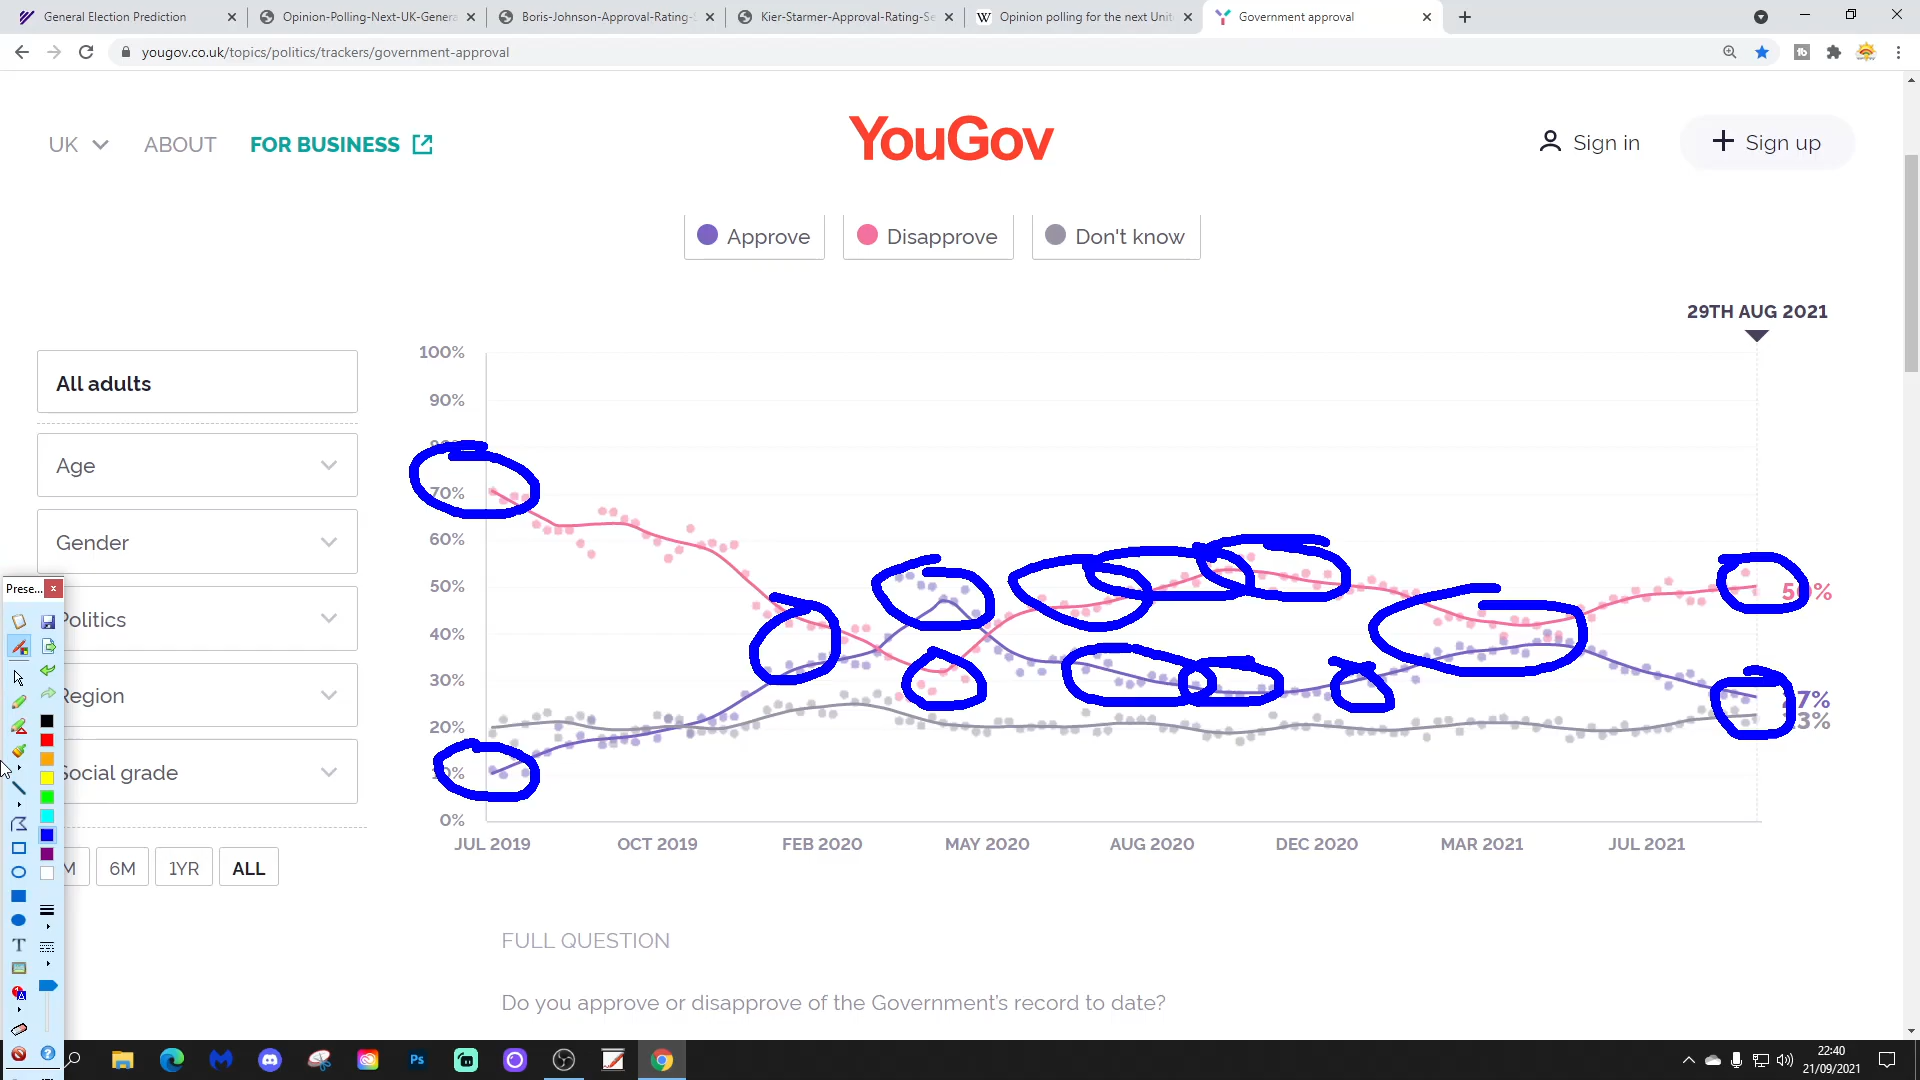 General Election Prediction
Opinion-Polling-Next-UK-Genera
Boris-Johnson-Approval-Rating-S
Kier-Starmer-Approval-Rating-Se
Opinion polling for the next Unit
Government approval
yougov.co.uk/topics/politics/trackers/government-approval
UK
ABOUT
FOR BUSINESS
YouGov
Sign in
Sign up
Approve
Disapprove
Don't know
29TH AUG 2021
All adults
Age
Gender
Politics
Region
Social grade
M
6M
1YR
ALL
100%
90%
70%
60%
50%
40%
30%
20%
0%
7%
3%
JUL 2019
OCT 2019
FEB 2020
MAY 2020
AUG 2020
DEC 2020
MAR 2021
JUL 2021
FULL QUESTION
Do you approve or disapprove of the Government's record to date?
Prese...
T
Ps
22:40
21/09/2021